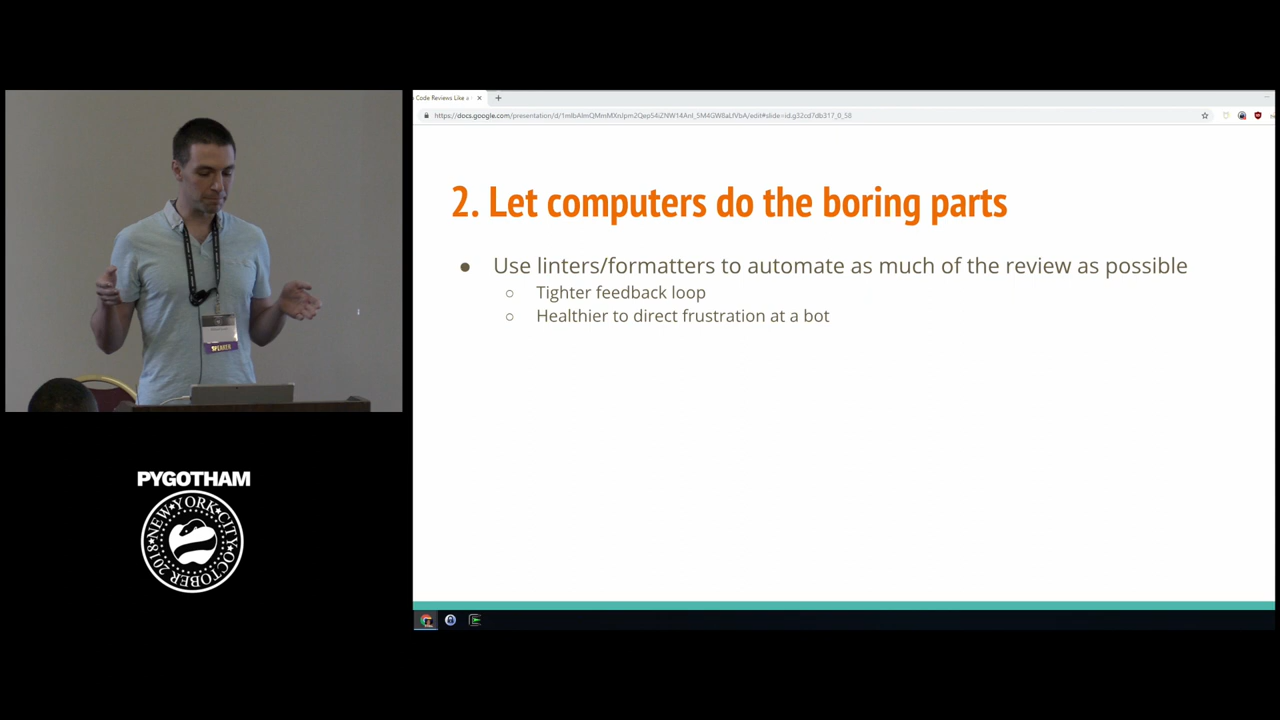 Code Reviews Like a
2. Let computers do the boring parts
● Use linters/formatters to automate as much of the review as possible
○ Tighter feedback loop
○ Healthier to direct frustration at a bot
SPEAKER
PYGOTHAM
NEW★YORK★CITY★OCTOBER★2018★